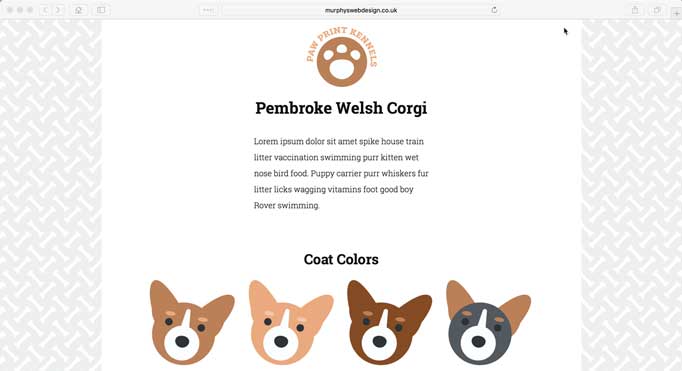 murphyswebdesign.co.uk
PAW PRINT KENNELS
Pembroke Welsh Corgi
Lorem ipsum dolor sit amet spike house train
litter vaccination swimming purr kitten wet
nose bird food. Puppy carrier purr whiskers fur
litter licks wagging vitamins foot good boy
Rover swimming.
Coat Colors